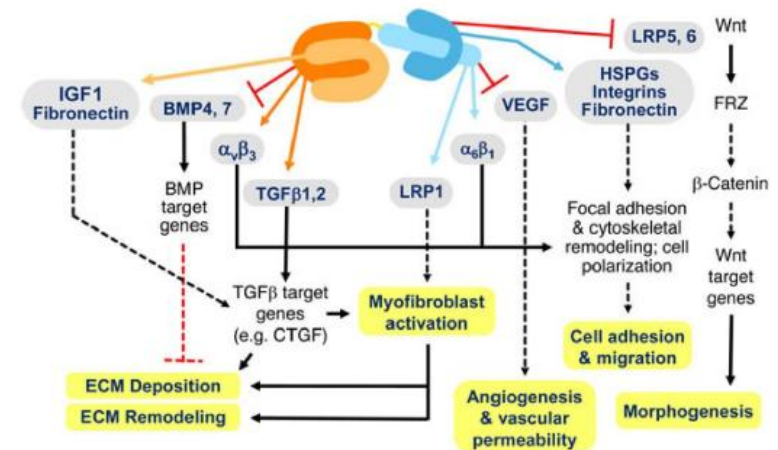 Wnt
LRP5, 6
IGF1
Fibronectin
BMP4, 7
VEGF
HSPGs
Integrins
Fibronectin
FRZ
αvβ3
α6β1
BMP
target
genes
TGFβ1,2
LRP1
β-Catenin
Focal adhesion
& cytoskeletal
remodeling; cell
polarization
Wnt
target
genes
TGFβ target
genes
(e.g. CTGF)
Myofibroblast
activation
Cell adhesion
& migration
ECM Deposition
ECM Remodeling
Angiogenesis
& vascular
permeability
Morphogenesis